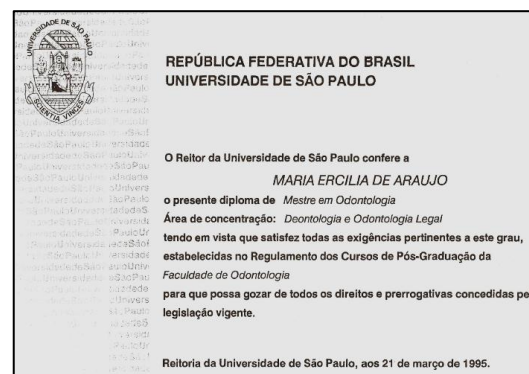 UNIVERSIDADE DE SÃO PAULO
SCIENTIA VINCES
REPÚBLICA FEDERATIVA DO BRASIL
UNIVERSIDADE DE SÃO PAULO
O Reitor da Universidade de São Paulo confere a
MARIA ERCILIA DE ARAUJO
o presente diploma de Mestre em Odontologia
Área de concentração: Deontologia e Odontologia Legal
tendo em vista que satisfez todas as exigências pertinentes a este grau,
estabelecidas no Regulamento dos Cursos de Pós-Graduação da
Faculdade de Odontologia
para que possa gozar de todos os direitos e prerrogativas concedidas pe
legislação vigente.
Reitoria da Universidade de São Paulo, aos 21 de março de 1995.